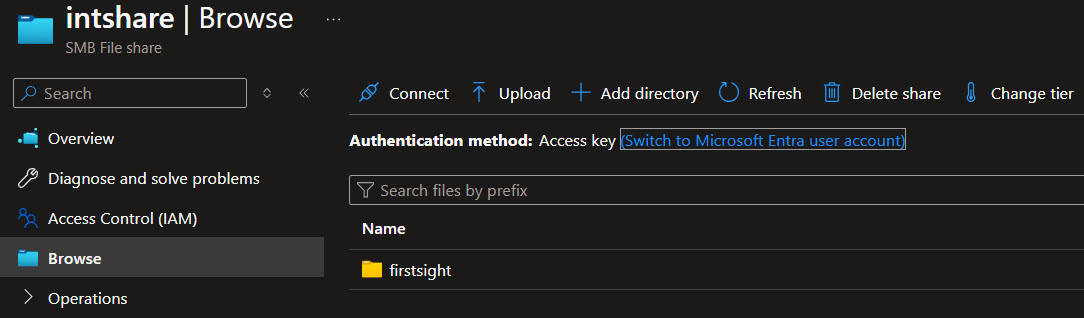 intshare | Browse ...
SMB File share
Search
Connect Upload Add directory Refresh Delete share Change tier
Overview
Authentication method: Access key (Switch to Microsoft Entra user account)
Diagnose and solve problems
Search files by prefix
Access Control (IAM)
Name
Browse
firstsight
Operations